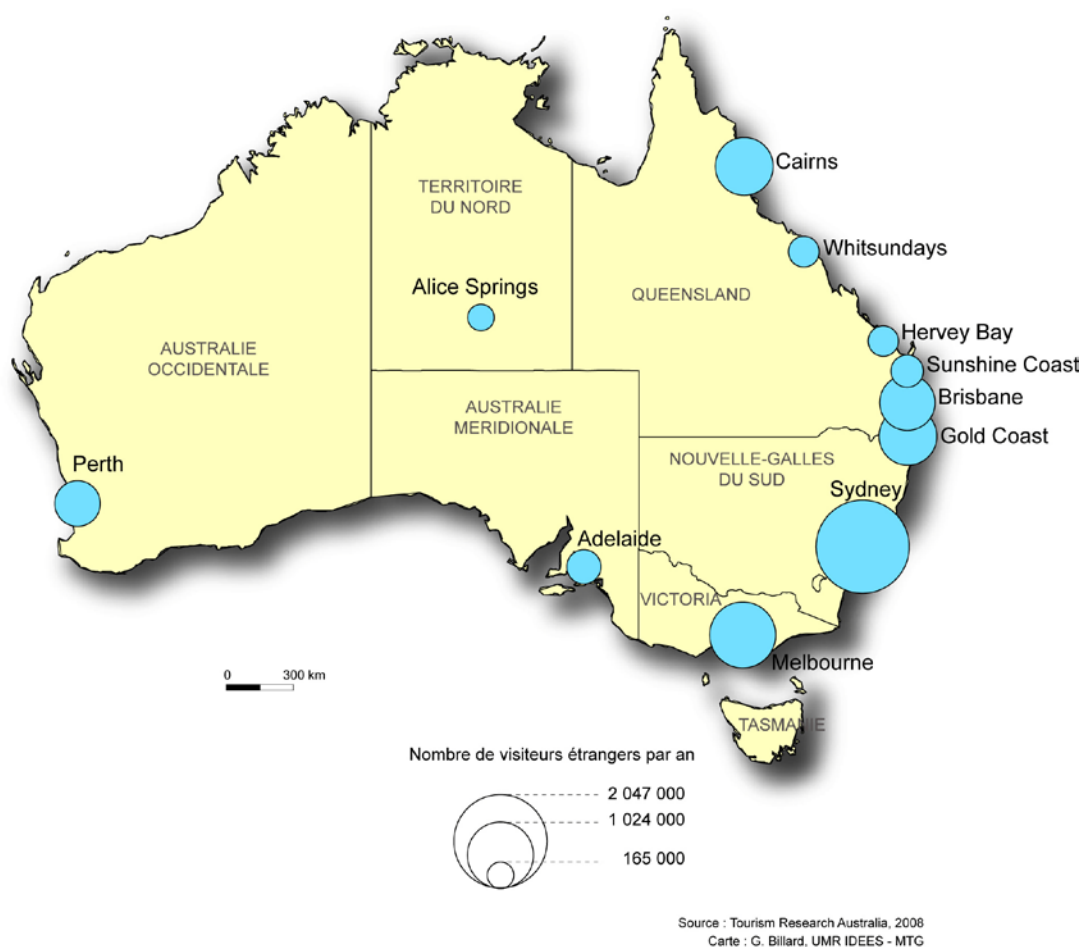 Cairns
TERRITOIRE
DU NORD
Whitsundays
Alice Springs
QUEENSLAND
Hervey Bay
AUSTRALIE
OCCIDENTALE
Sunshine Coast
Brisbane
AUSTRALIE
MERIDIONALE
Gold Coast
Perth
NOUVELLE-GALLES
DU SUD
Sydney
Adelaide
VICTORIA
Melbourne
0 300 km
TASMANIE
Nombre de visiteurs étrangers par an
2 047 000
1 024 000
165 000
Source : Tourism Research Australia, 2008
Carte : G. Billard, UMR IDEES - MTG